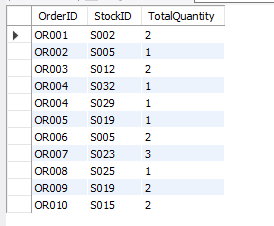 OrderID StockID TotalQuantity
OR001 S002 2
OR002 S005 1
OR003 S012 2
OR004 S032 1
OR004 S029 1
OR005 S019 1
OR006 S005 2
OR007 S023 3
OR008 S025 1
OR009 S019 2
OR010 S015 2